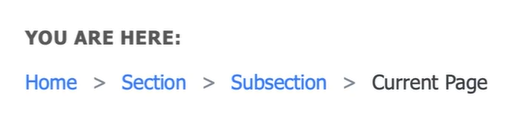 YOU ARE HERE:
Home > Section > Subsection > Current Page